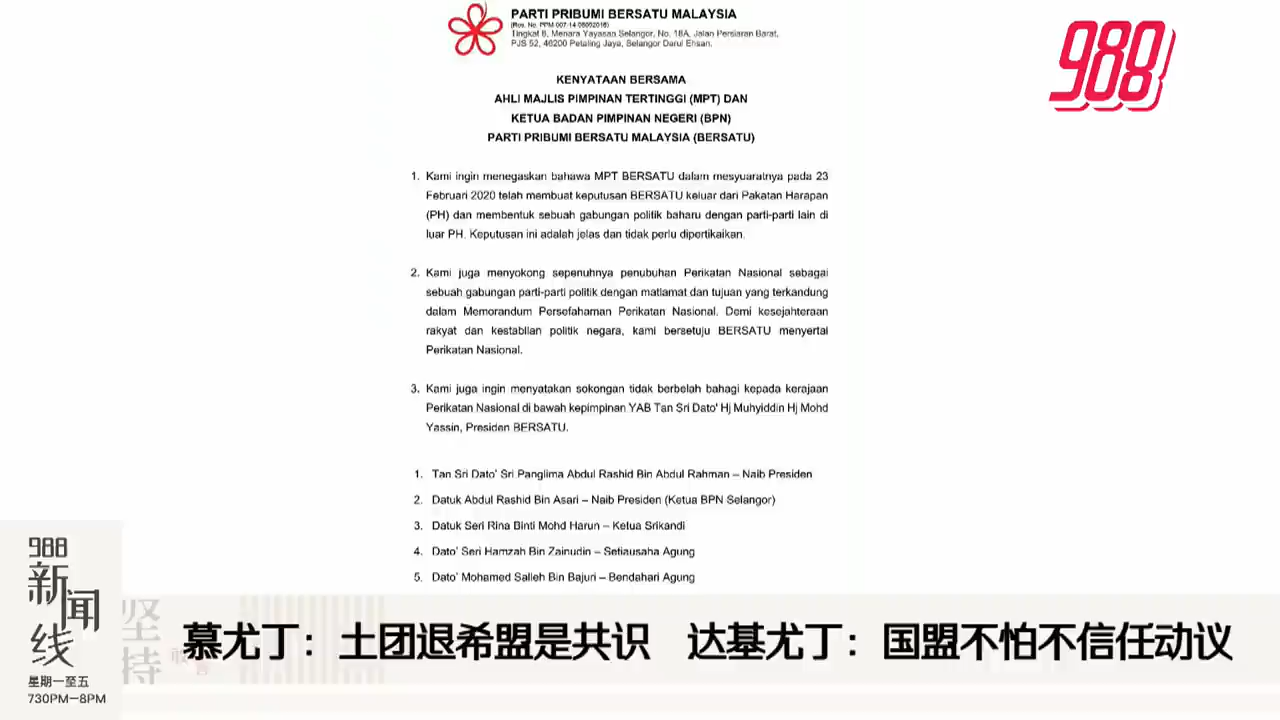 PARTI PRIBUMI BERSATU MALAYSIA
Tingkat 8, Menara Yayasan Selangor, No. 18A, Jalan Persiaran Barat,
PJS 52, 46200 Petaling Jaya, Selangor Darul Ehsan.
988
KENYATAAN BERSAMA
AHLI MAJLIS PIMPINAN TERTINGGI (MPT) DAN
KETUA BADAN PIMPINAN NEGERI (BPN)
PARTI PRIBUMI BERSATU MALAYSIA (BERSATU)
1. Kami ingin menegaskan bahawa MPT BERSATU dalam mesyuaratnya pada 23
Februari 2020 telah membuat keputusan BERSATU keluar dari Pakatan Harapan
(PH) dan membentuk sebuah gabungan politik baharu dengan parti-parti lain di
luar PH. Keputusan ini adalah jelas dan tidak perlu dipertikaikan.
2. Kami juga menyokong sepenuhnya penubuhan Perikatan Nasional sebagai
sebuah gabungan parti-parti politik dengan matlamat dan tujuan yang terkandung
dalam Memorandum Persefahaman Perikatan Nasional. Demi kesejahteraan
rakyat dan kestabilan politik negara, kami bersetuju BERSATU menyertai
Perikatan Nasional.
3. Kami juga ingin menyatakan sokongan tidak berbelah bahagi kepada kerajaan
Perikatan Nasional di bawah kepimpinan YAB Tan Sri Dato' Hj Muhyiddin Hj Mohd
Yassin, Presiden BERSATU.
1. Tan Sri Dato' Sri Panglima Abdul Rashid Bin Abdul Rahman – Naib Presiden
2. Datuk Abdul Rashid Bin Asari – Naib Presiden (Ketua BPN Selangor)
3. Datuk Seri Rina Binti Mohd Harun – Ketua Srikandi
4. Dato' Seri Hamzah Bin Zainudin – Setiausaha Agung
5. Dato' Mohamed Salleh Bin Bajuri – Bendahari Agung
988
新闻线
星期一至五
730PM–8PM
坚持
慕尤丁：土团退希盟是共识 达基尤丁：国盟不怕不信任动议